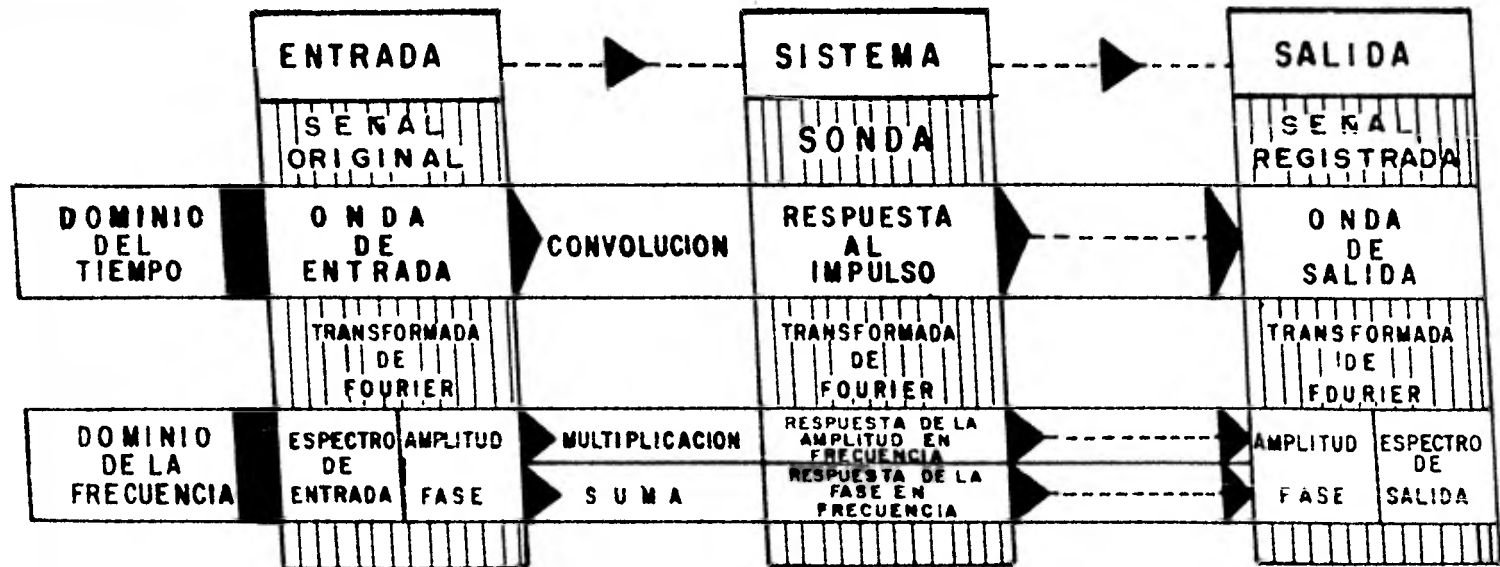 ENTRADA
SISTEMA
SALIDA
SEÑAL
ORIGINAL
SONDA
SEÑAL
REGISTRADA
DOMINIO
DEL
TIEMPO
ONDA
DE
ENTRADA
CONVOLUCION
RESPUESTA
AL
IMPULSO
ONDA
DE
SALIDA
TRANSFORMADA
DE
FOURIER
TRANSFORMADA
DE
FOURIER
TRANSFORMADA
DE
FOURIER
DOMINIO
DE LA
FRECUENCIA
ESPECTRO
DE
ENTRADA
AMPLITUD
FASE
MULTIPLICACION
SUMA
RESPUESTA DE LA
AMPLITUD EN
FRECUENCIA
RESPUESTA DE LA
FASE EN
FRECUENCIA
AMPLITUD
FASE
ESPECTRO
DE
SALIDA